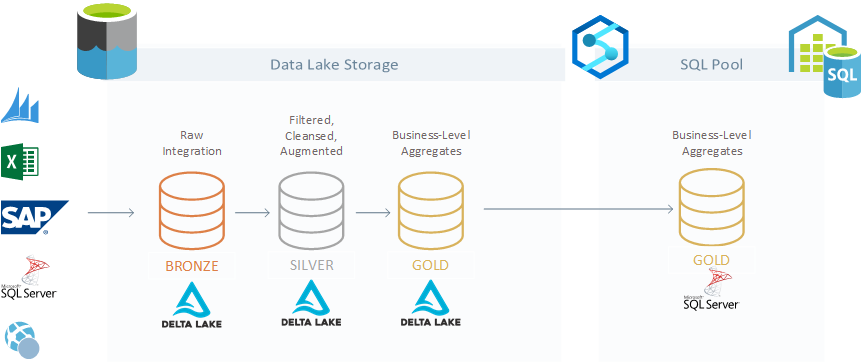 Data Lake Storage
SQL Pool
SQL
X
SAP
®
Microsoft
SQL Server
Raw
Integration
BRONZE
DELTA LAKE
Filtered,
Cleansed,
Augmented
SILVER
DELTA LAKE
Business-Level
Aggregates
GOLD
DELTA LAKE
Business-Level
Aggregates
GOLD
Microsoft
SQL Server